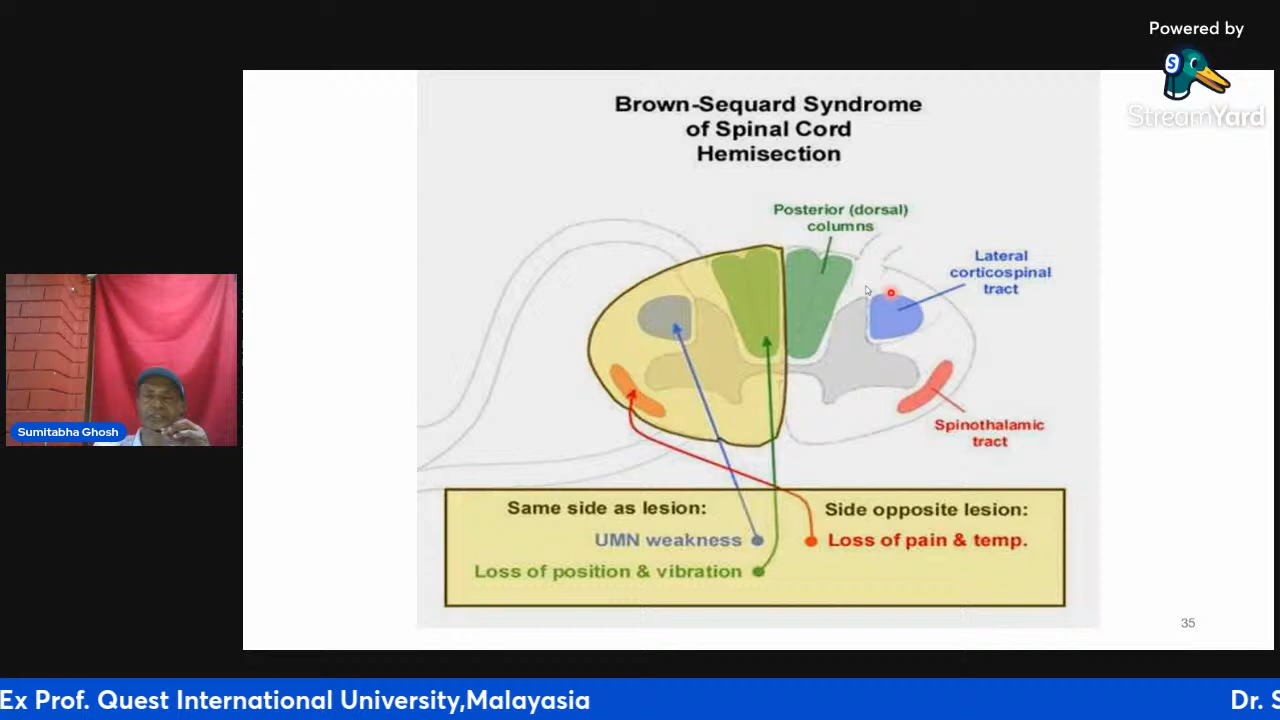 Powered by
S
StreamYard
Brown-Sequard Syndrome
of Spinal Cord
Hemisection
Posterior (dorsal)
columns
Lateral
corticospinal
tract
Spinothalamic
tract
Sumitabha Ghosh
Same side as lesion:
UMN weakness
Loss of position & vibration
Side opposite lesion:
Loss of pain & temp.
35
Ex Prof. Quest International University,Malayasia
Dr. S